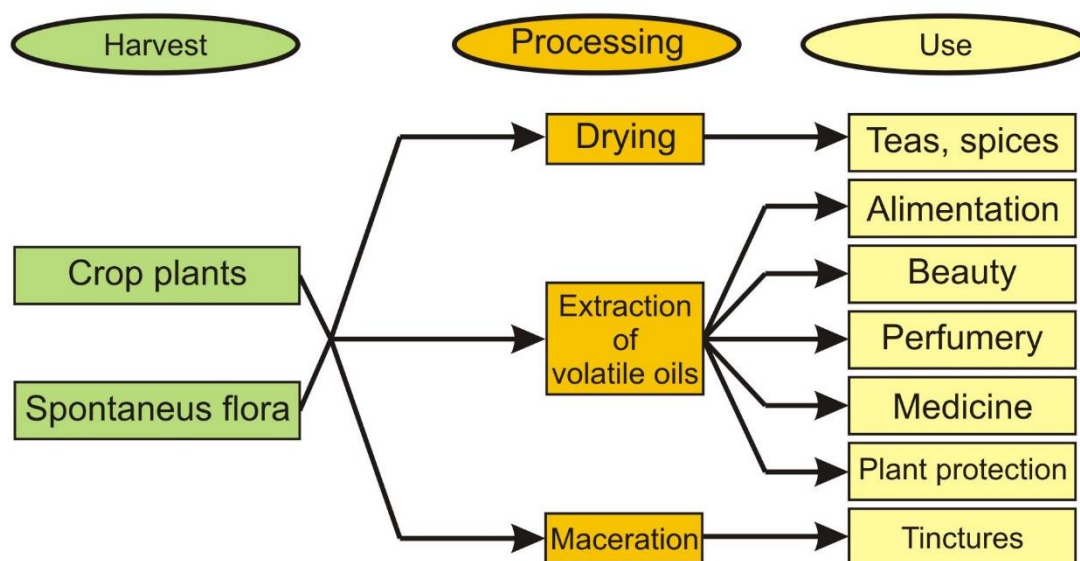 Harvest
Processing
Use
Crop plants
Spontaneus flora
Drying
Extraction
of
volatile oils
Maceration
Teas, spices
Alimentation
Beauty
Perfumery
Medicine
Plant protection
Tinctures